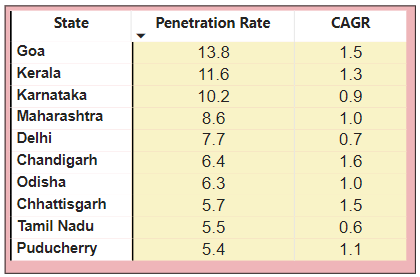 State Penetration Rate CAGR
Goa 13.8 1.5
Kerala 11.6 1.3
Karnataka 10.2 0.9
Maharashtra 8.6 1.0
Delhi 7.7 0.7
Chandigarh 6.4 1.6
Odisha 6.3 1.0
Chhattisgarh 5.7 1.5
Tamil Nadu 5.5 0.6
Puducherry 5.4 1.1